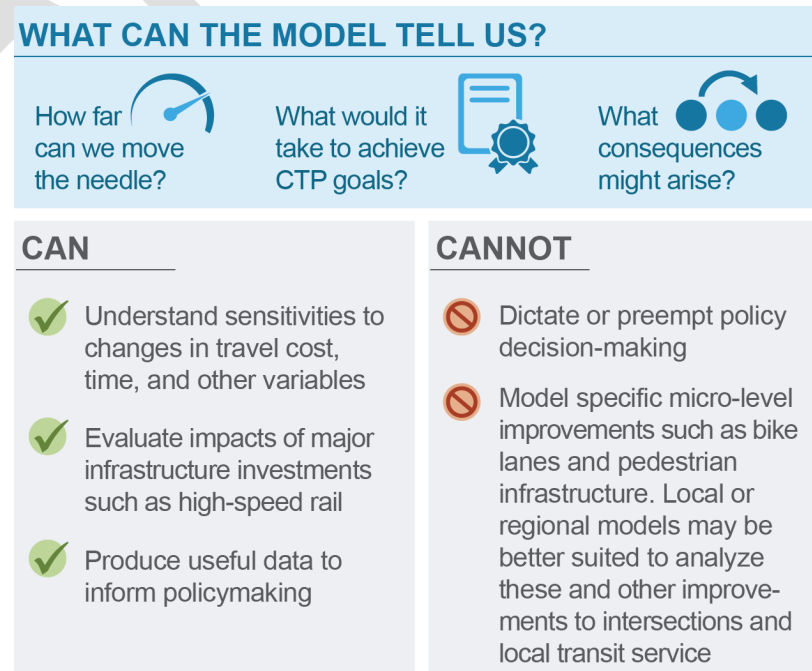 WHAT CAN THE MODEL TELL US?
How far
can we move
the needle?
What would it
take to achieve
CTP goals?
What
consequences
might arise?
CAN
Understand sensitivities to
changes in travel cost,
time, and other variables
Evaluate impacts of major
infrastructure investments
such as high-speed rail
Produce useful data to
inform policymaking
CANNOT
Dictate or preempt policy
decision-making
Model specific micro-level
improvements such as bike
lanes and pedestrian
infrastructure. Local or
regional models may be
better suited to analyze
these and other improve-
ments to intersections and
local transit service